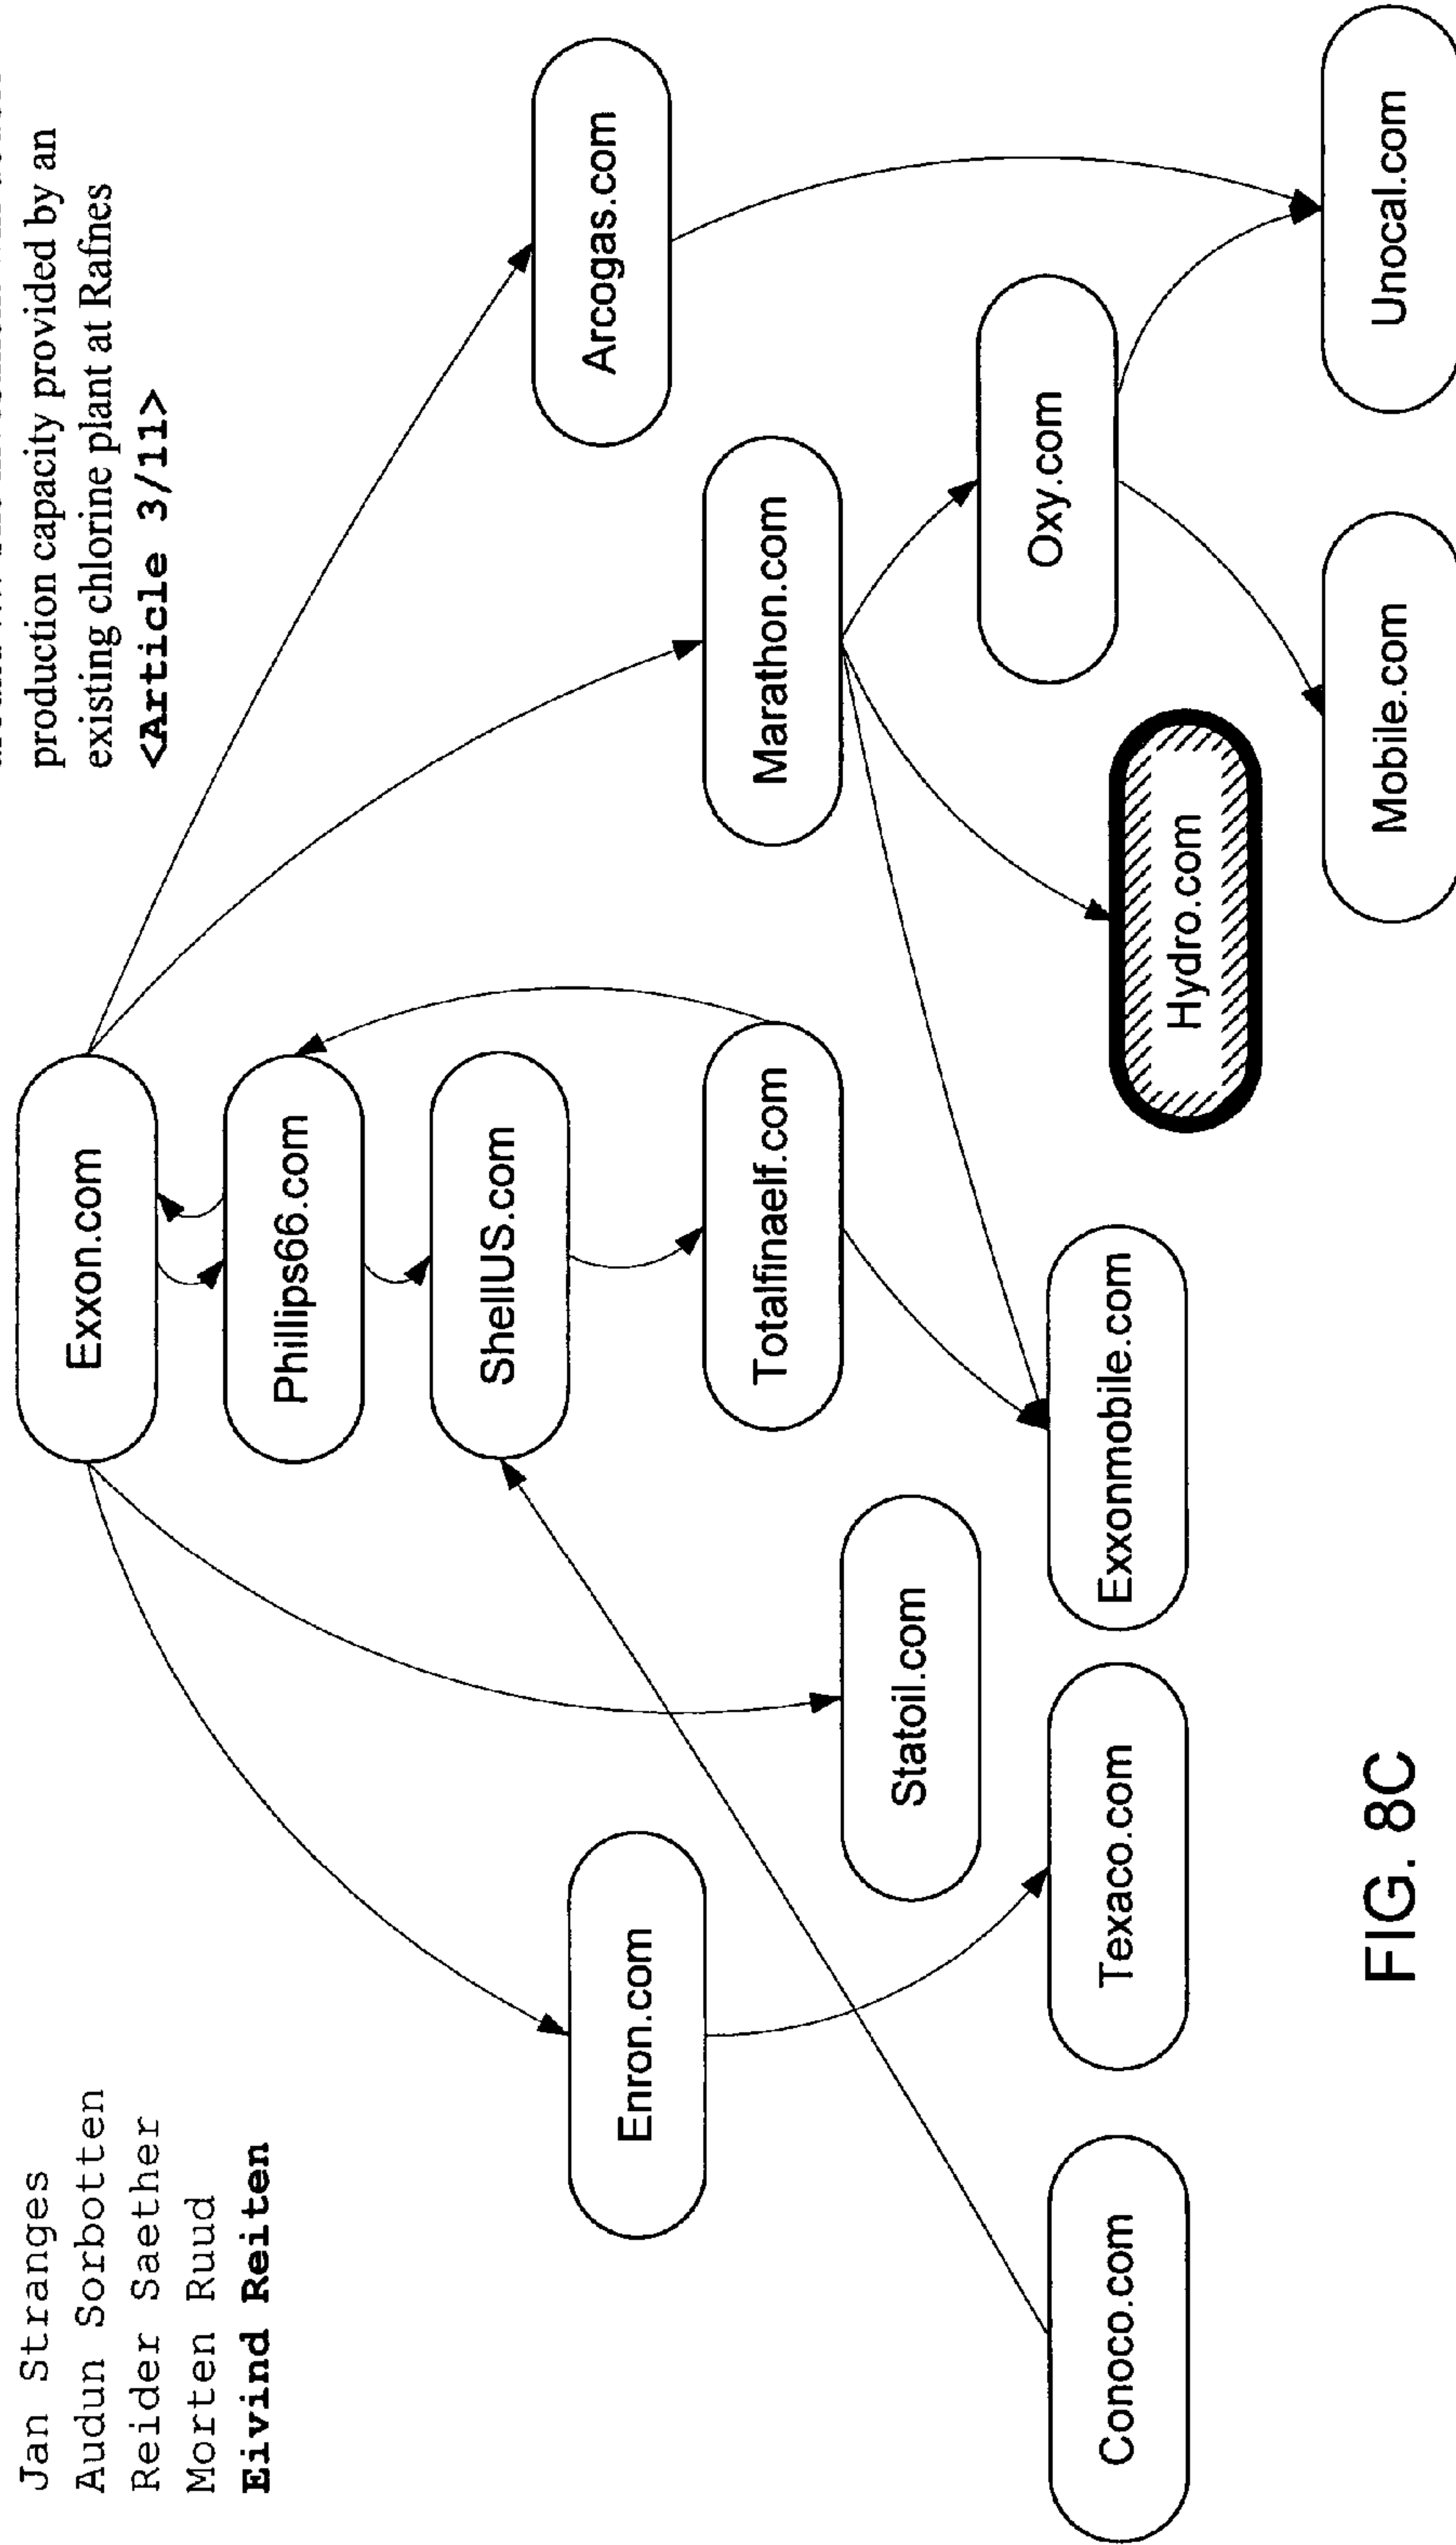 Jan Stranges
Audun Sorbotten
Reider Saether
Morten Ruud
Eivind Reiten
production capacity provided by an
existing chlorine plant at Rafnes
<Article 3/11>
Exxon.com
Phillips66.com
ShellUS.com
Arcogas.com
Enron.com
Totalfinaelf.com
Marathon.com
Statoil.com
Oxy.com
Conoco.com
Texaco.com
Exxonmobile.com
Hydro.com
Mobile.com
Unocal.com
FIG. 8C